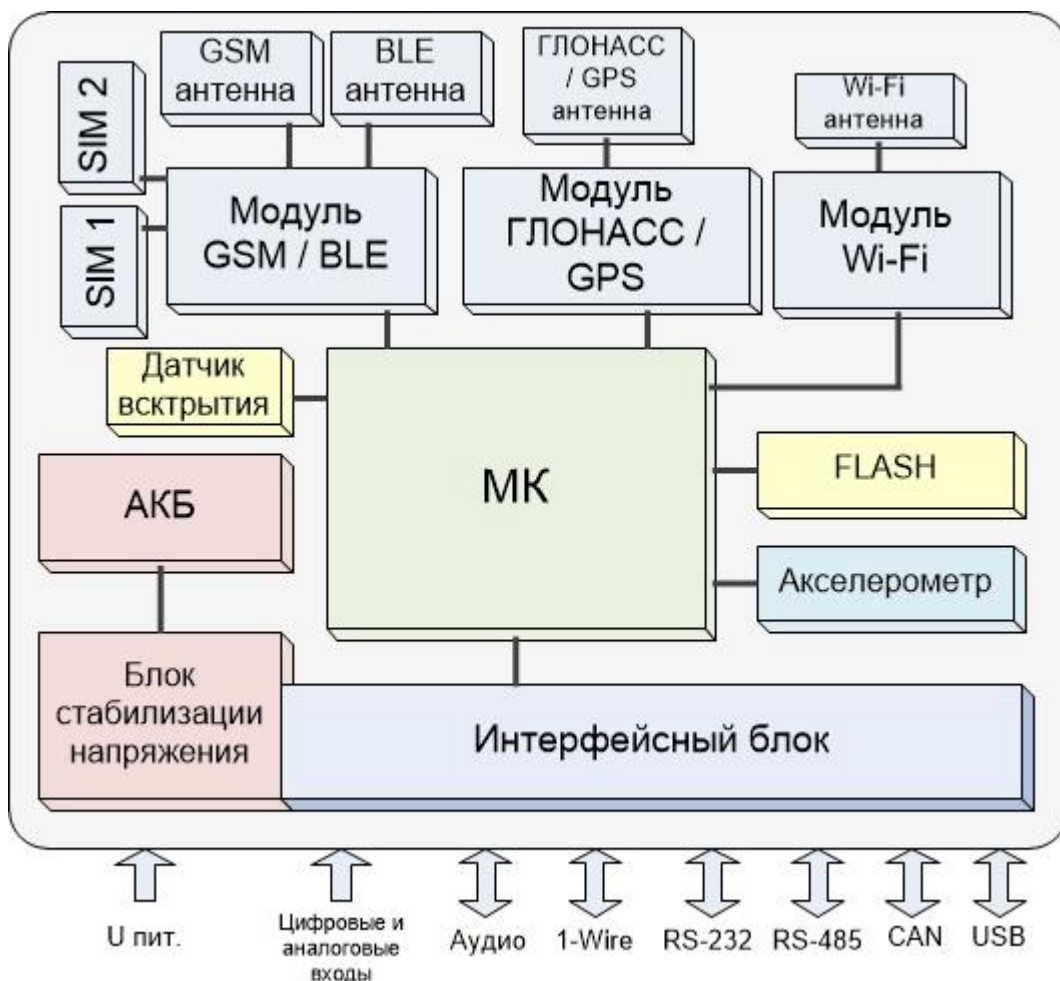 GSM
антенна
BLE
антенна
ГЛОНАСС
/ GPS
антенна
Wi-Fi
антенна
SIM 2
SIM 1
Модуль
GSM / BLE
Модуль
ГЛОНАСС /
GPS
Модуль
Wi-Fi
Датчик
всктрытия
МК
FLASH
АКБ
Акселерометр
Блок
стабилизации
напряжения
Интерфейсный блок
U пит.
Цифровые и
аналоговые
входы
Аудио
1-Wire
RS-232
RS-485
CAN
USB